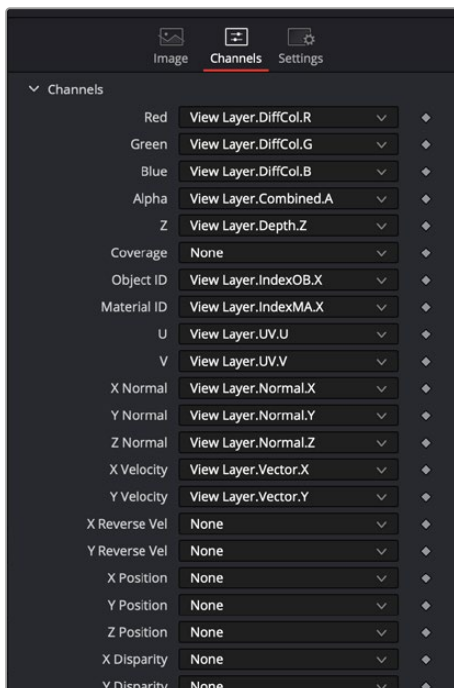 Image Channels Settings
Channels
Red View Layer.DiffCol.R
Green View Layer.DiffCol.G
Blue View Layer.DiffCol.B
Alpha View Layer.Combined.A
Z View Layer.Depth.Z
Coverage None
Object ID View Layer.IndexOB.X
Material ID View Layer.IndexMA.X
U View Layer.UV.U
V View Layer.UV.V
X Normal View Layer.Normal.X
Y Normal View Layer.Normal.Y
Z Normal View Layer.Normal.Z
X Velocity View Layer.Vector.X
Y Velocity View Layer.Vector.Y
X Reverse Vel None
Y Reverse Vel None
X Position None
Y Position None
Z Position None
X Disparity None
Y Disparity None